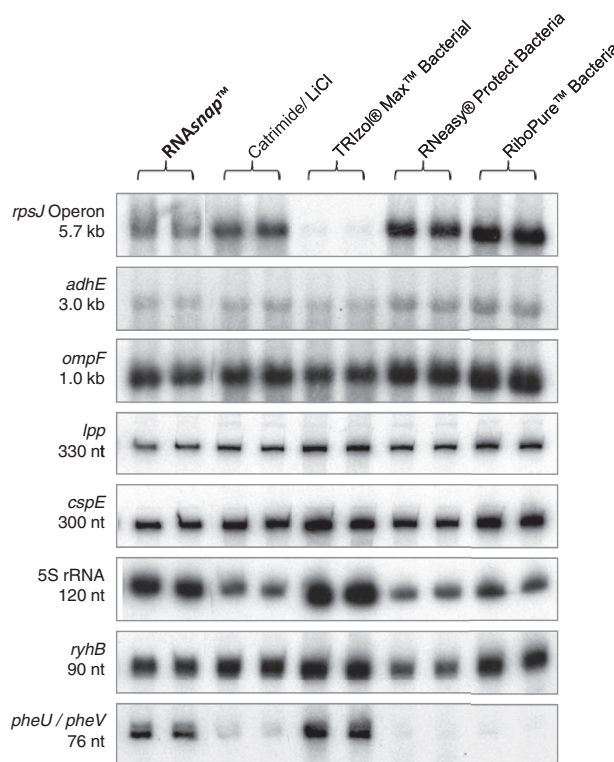 RNAsnap™
Catrimide/ LiCl
TRIzol® Max™ Bacterial
RNeasy® Protect Bacteria
RiboPure™ Bacteria
rpsJ Operon
5.7 kb
adhE
3.0 kb
ompF
1.0 kb
lpp
330 nt
cspE
300 nt
5S rRNA
120 nt
ryhB
90 nt
pheU / pheV
76 nt